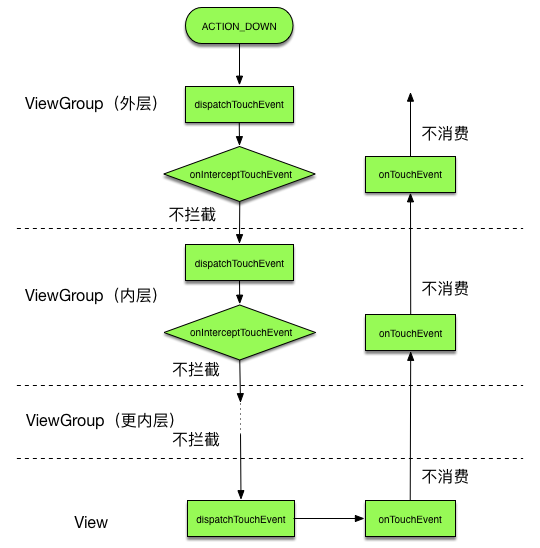 ACTION_DOWN
ViewGroup（外层）
dispatchTouchEvent
不消费
onInterceptTouchEvent
onTouchEvent
不拦截
dispatchTouchEvent
ViewGroup（内层）
不消费
onInterceptTouchEvent
onTouchEvent
不拦截
ViewGroup（更内层）
不拦截
不消费
View
dispatchTouchEvent
onTouchEvent